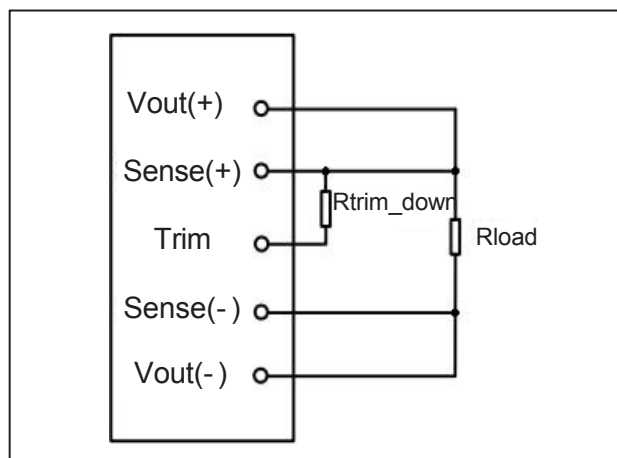 Vout(+)
Sense(+)
Rtrim_down
Trim
Rload
Sense(-)
Vout(-)